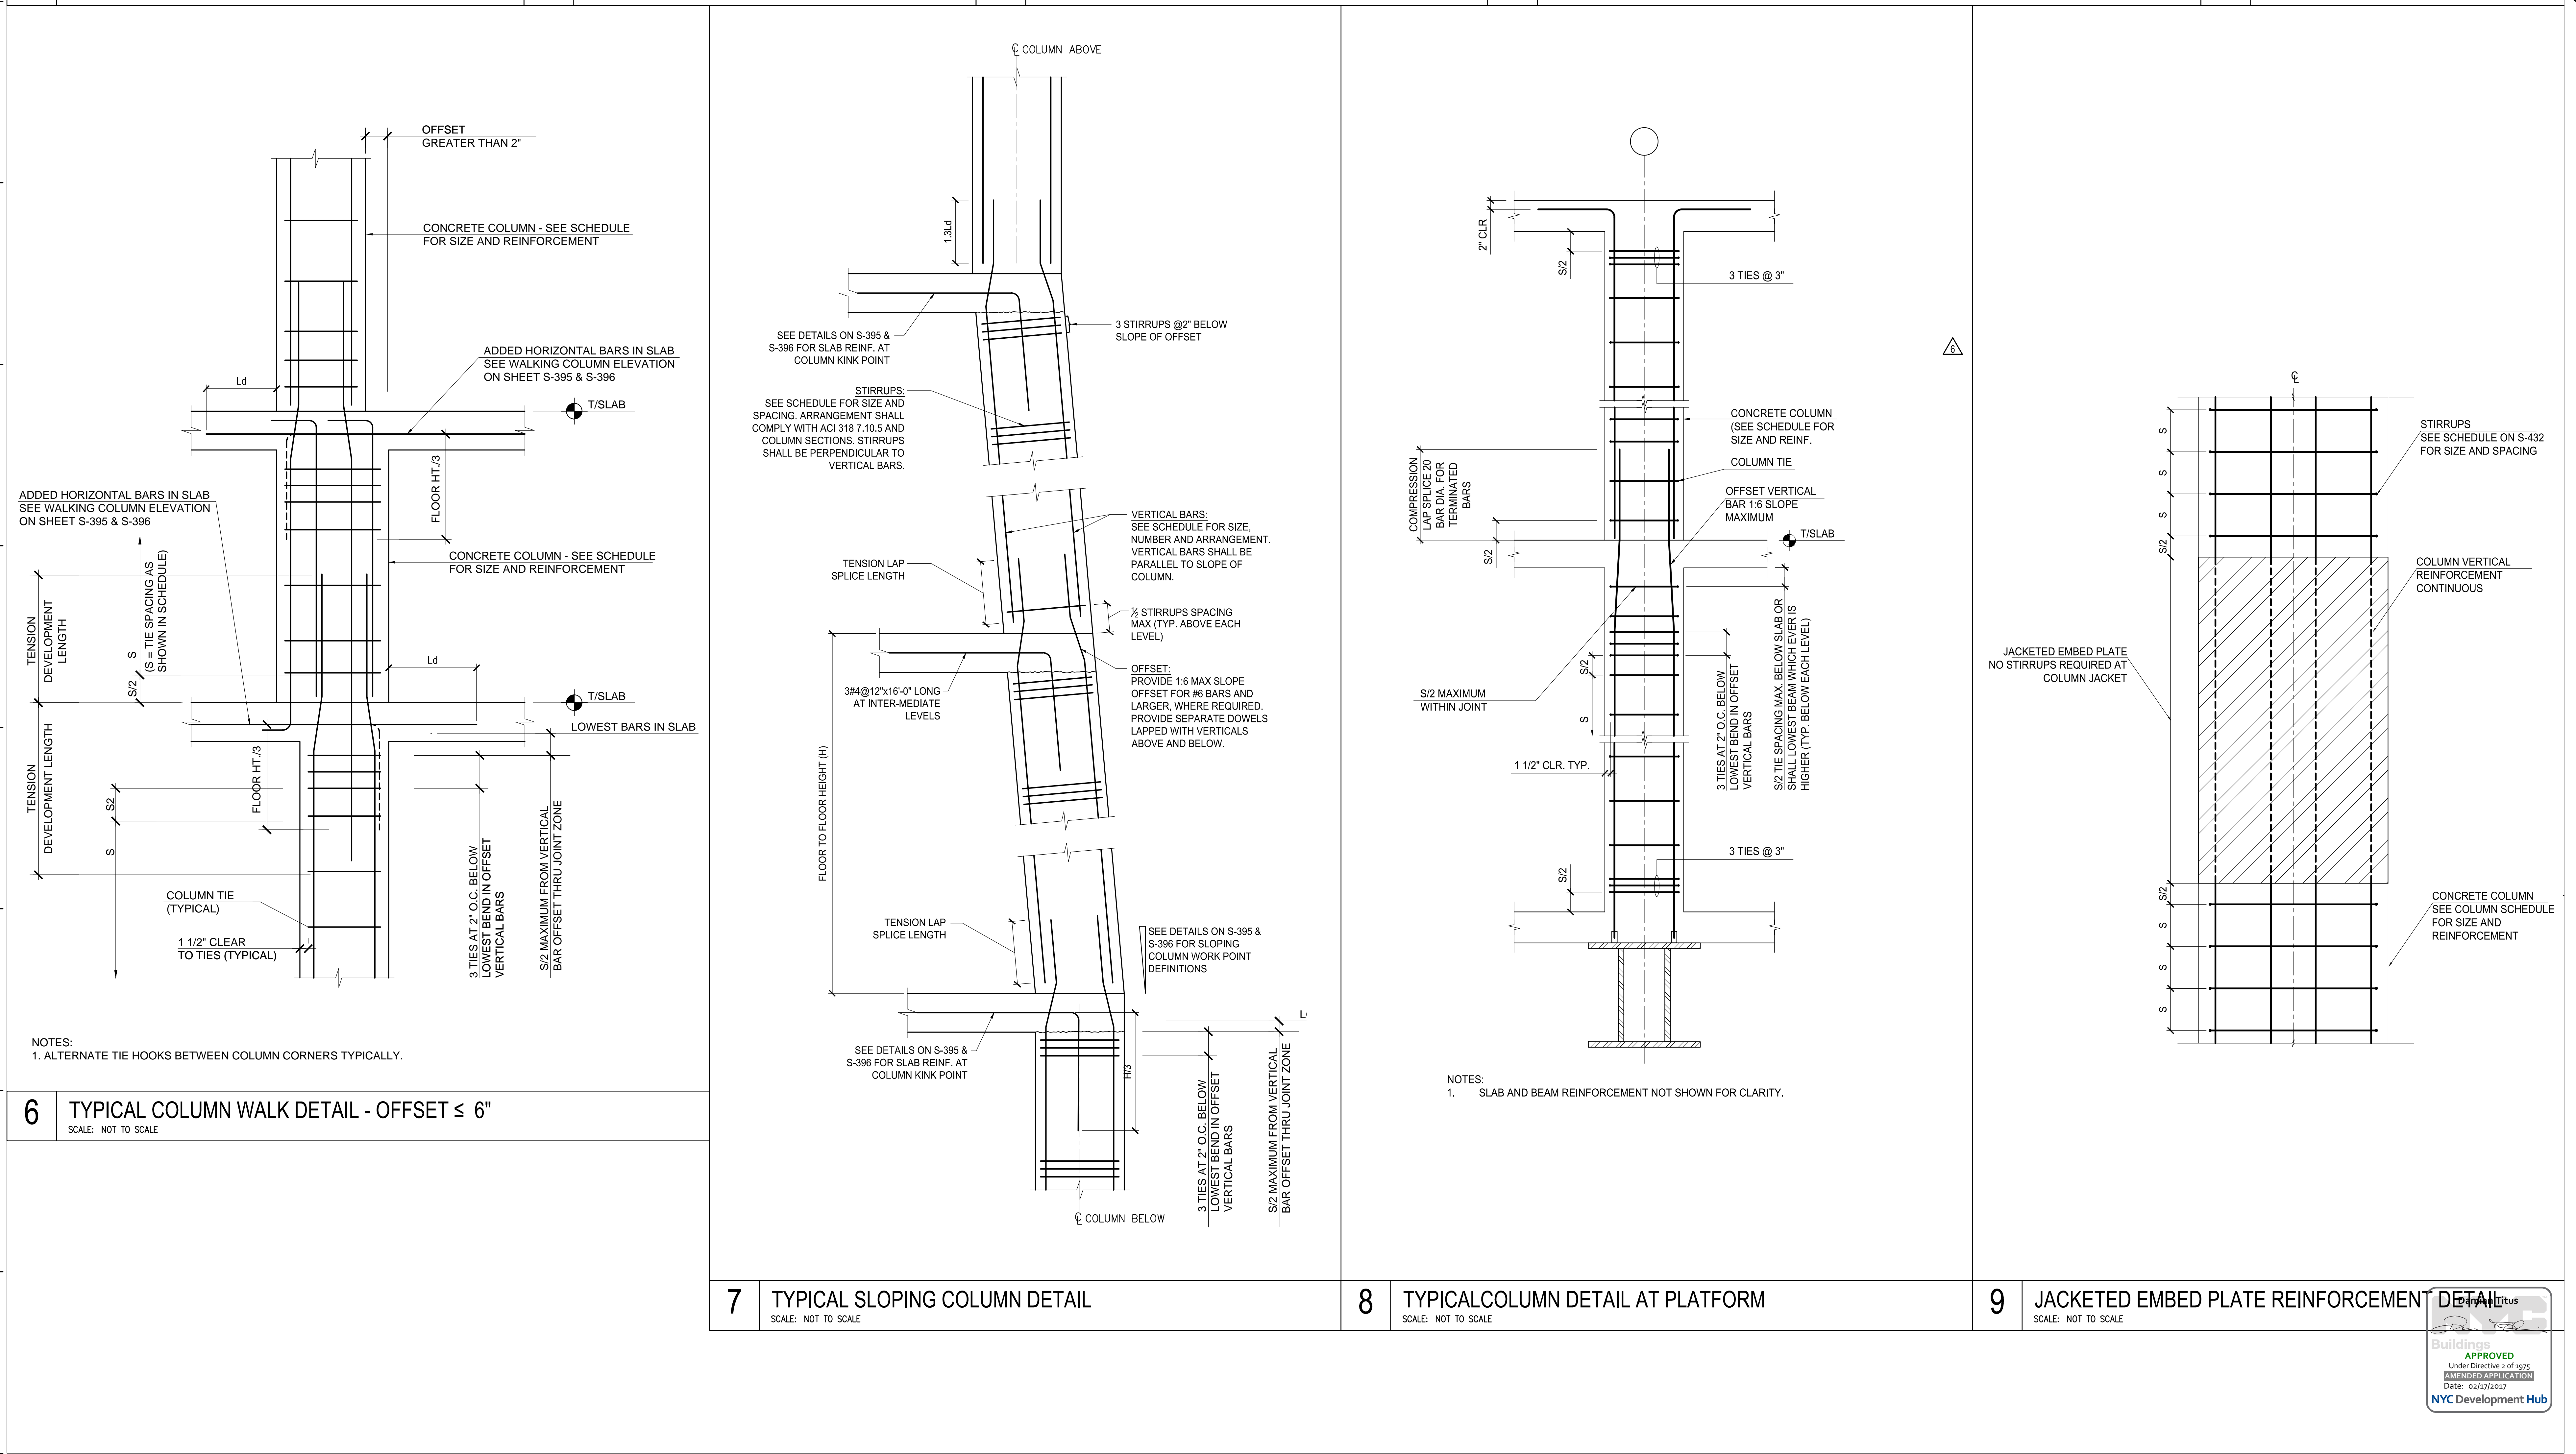 OFFSET
GREATER THAN 2"
CONCRETE COLUMN - SEE SCHEDULE
FOR SIZE AND REINFORCEMENT
ADDED HORIZONTAL BARS IN SLAB
SEE WALKING COLUMN ELEVATION
ON SHEET S-395 & S-396
Ld
T/SLAB
FLOOR HT./3
ADDED HORIZONTAL BARS IN SLAB
SEE WALKING COLUMN ELEVATION
ON SHEET S-395 & S-396
CONCRETE COLUMN - SEE SCHEDULE
FOR SIZE AND REINFORCEMENT
TENSION
DEVELOPMENT
LENGTH
S
(S = TIE SPACING AS
SHOWN IN SCHEDULE)
S/2
Ld
T/SLAB
LOWEST BARS IN SLAB
TENSION
DEVELOPMENT LENGTH
FLOOR HT./3
S2
S
COLUMN TIE
(TYPICAL)
1 1/2" CLEAR
TO TIES (TYPICAL)
3 TIES AT 2" O.C. BELOW
LOWEST BEND IN OFFSET
VERTICAL BARS
S/2 MAXIMUM FROM VERTICAL
BAR OFFSET THRU JOINT ZONE
NOTES:
1. ALTERNATE TIE HOOKS BETWEEN COLUMN CORNERS TYPICALLY.
6
TYPICAL COLUMN WALK DETAIL - OFFSET ≤ 6"
SCALE: NOT TO SCALE
℄ COLUMN ABOVE
1.3Ld
SEE DETAILS ON S-395 &
S-396 FOR SLAB REINF. AT
COLUMN KINK POINT
3 STIRRUPS @2" BELOW
SLOPE OF OFFSET
STIRRUPS:
SEE SCHEDULE FOR SIZE AND
SPACING. ARRANGEMENT SHALL
COMPLY WITH ACI 318 7.10.5 AND
COLUMN SECTIONS. STIRRUPS
SHALL BE PERPENDICULAR TO
VERTICAL BARS.
VERTICAL BARS:
SEE SCHEDULE FOR SIZE,
NUMBER AND ARRANGEMENT.
VERTICAL BARS SHALL BE
PARALLEL TO SLOPE OF
COLUMN.
TENSION LAP
SPLICE LENGTH
½ STIRRUPS SPACING
MAX (TYP. ABOVE EACH
LEVEL)
OFFSET:
PROVIDE 1:6 MAX SLOPE
OFFSET FOR #6 BARS AND
LARGER, WHERE REQUIRED.
PROVIDE SEPARATE DOWELS
LAPPED WITH VERTICALS
ABOVE AND BELOW.
3#4@12"x16'-0" LONG
AT INTER-MEDIATE
LEVELS
FLOOR TO FLOOR HEIGHT (H)
TENSION LAP
SPLICE LENGTH
SEE DETAILS ON S-395 &
S-396 FOR SLOPING
COLUMN WORK POINT
DEFINITIONS
SEE DETAILS ON S-395 &
S-396 FOR SLAB REINF. AT
COLUMN KINK POINT
H/3
3 TIES AT 2" O.C. BELOW
LOWEST BEND IN OFFSET
VERTICAL BARS
S/2 MAXIMUM FROM VERTICAL
BAR OFFSET THRU JOINT ZONE
℄ COLUMN BELOW
7
TYPICAL SLOPING COLUMN DETAIL
SCALE: NOT TO SCALE
2" CLR
S/2
3 TIES @ 3"
CONCRETE COLUMN
(SEE SCHEDULE FOR
SIZE AND REINF.
COLUMN TIE
OFFSET VERTICAL
BAR 1:6 SLOPE
MAXIMUM
COMPRESSION
LAP SPLICE 20
BAR DIA. FOR
TERMINATED
BARS
S/2
T/SLAB
S/2
S
S/2 MAXIMUM
WITHIN JOINT
3 TIES AT 2" O.C. BELOW
LOWEST BEND IN OFFSET
VERTICAL BARS
S/2 TIE SPACING MAX. BELOW SLAB OR
SHALL LOWEST BEAM WHICH EVER IS
HIGHER (TYP. BELOW EACH LEVEL)
1 1/2" CLR. TYP.
3 TIES @ 3"
S/2
NOTES:
1. SLAB AND BEAM REINFORCEMENT NOT SHOWN FOR CLARITY.
8
TYPICALCOLUMN DETAIL AT PLATFORM
SCALE: NOT TO SCALE
6
℄
S
S
S
S/2
STIRRUPS
SEE SCHEDULE ON S-432
FOR SIZE AND SPACING
COLUMN VERTICAL
REINFORCEMENT
CONTINUOUS
JACKETED EMBED PLATE
NO STIRRUPS REQUIRED AT
COLUMN JACKET
S/2
S
S
S
CONCRETE COLUMN
SEE COLUMN SCHEDULE
FOR SIZE AND
REINFORCEMENT
9
JACKETED EMBED PLATE REINFORCEMENT DETAIL
SCALE: NOT TO SCALE
Damian Titus
NYC
Buildings
APPROVED
Under Directive 2 of 1975
AMENDED APPLICATION
Date: 02/17/2017
NYC Development Hub